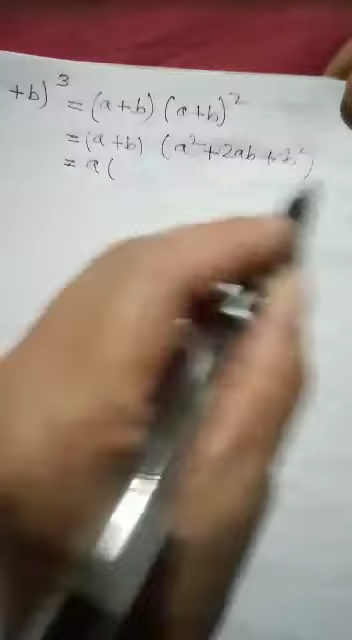 +b)³ = (a+b) (a+b)²
= (a+b) (a²+2ab+b²)
= a(